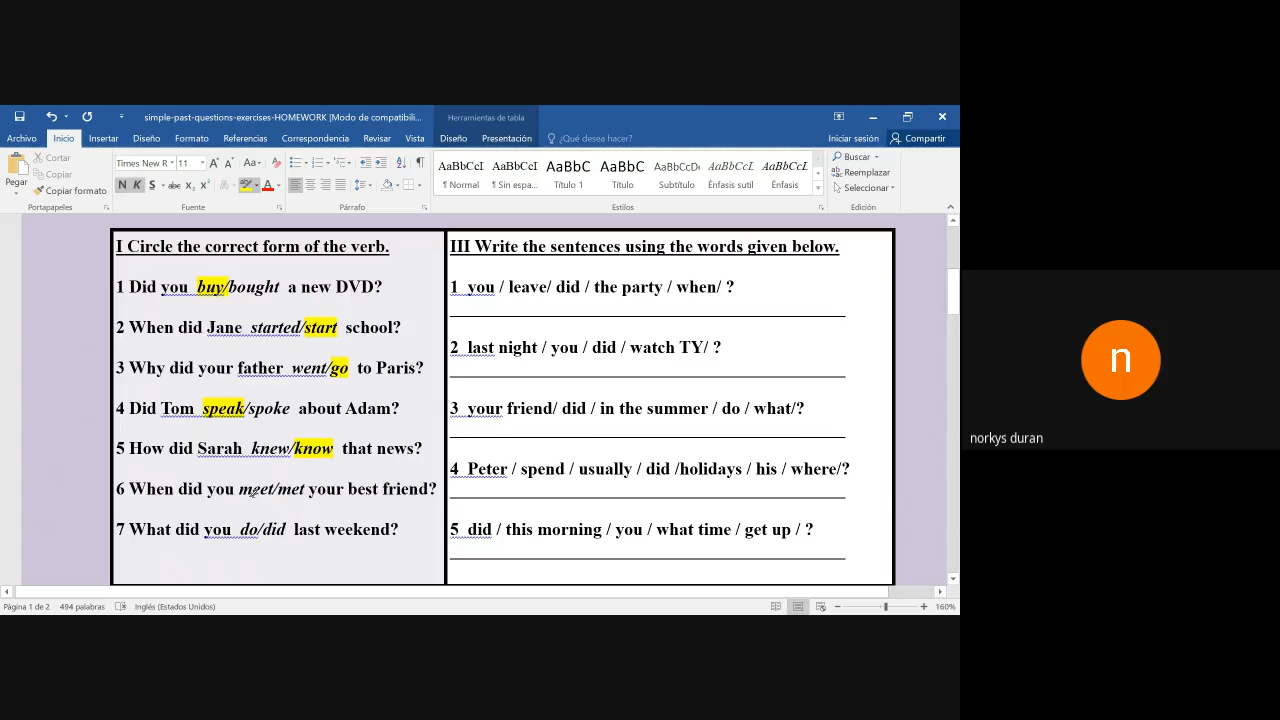 simple-past-questions-exercises-HOMEWORK [Modo de compatibili...
Herramientas de tabla
Archivo Inicio Insertar Diseño Formato Referencias Correspondencia Revisar Vista Diseño Presentación ¿Qué desea hacer? Iniciar sesión Compartir
Pegar
Cortar
Copiar
Copiar formato
Portapapeles
Times New R 11 A A Aa
N K S abc x₂ x² A A
Fuente
Párrafo
AaBbCcI AaBbCcI AaBbC AaBbC AaBbCcD AaBbCcI AaBbCcL
¶ Normal ¶ Sin espa... Título 1 Título Subtítulo Énfasis sutil Énfasis
Estilos
Buscar
Reemplazar
Seleccionar
Edición
I Circle the correct form of the verb.
1 Did you buy/bought a new DVD?
2 When did Jane started/start school?
3 Why did your father went/go to Paris?
4 Did Tom speak/spoke about Adam?
5 How did Sarah knew/know that news?
6 When did you meet/met your best friend?
7 What did you do/did last weekend?
III Write the sentences using the words given below.
1 you / leave/ did / the party / when/ ?
2 last night / you / did / watch TY/ ?
3 your friend/ did / in the summer / do / what/?
4 Peter / spend / usually / did /holidays / his / where/?
5 did / this morning / you / what time / get up / ?
Página 1 de 2 494 palabras Inglés (Estados Unidos) 160%
n
norkys duran